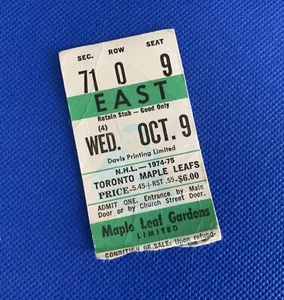 SEC. ROW SEAT
71 0 9
EAST
Retain Stub — Good Only
(4)
WED. OCT. 9
Davis Printing Limited
N.H.L. — 1974-75
TORONTO MAPLE LEAFS
PRICE 5.45 + RST .55 - $6.00
ADMIT ONE. Entrance by Main
Door or by Church Street Door.
Maple Leaf Gardens
LIMITED
CONDITION OF SALE: Upon refund-